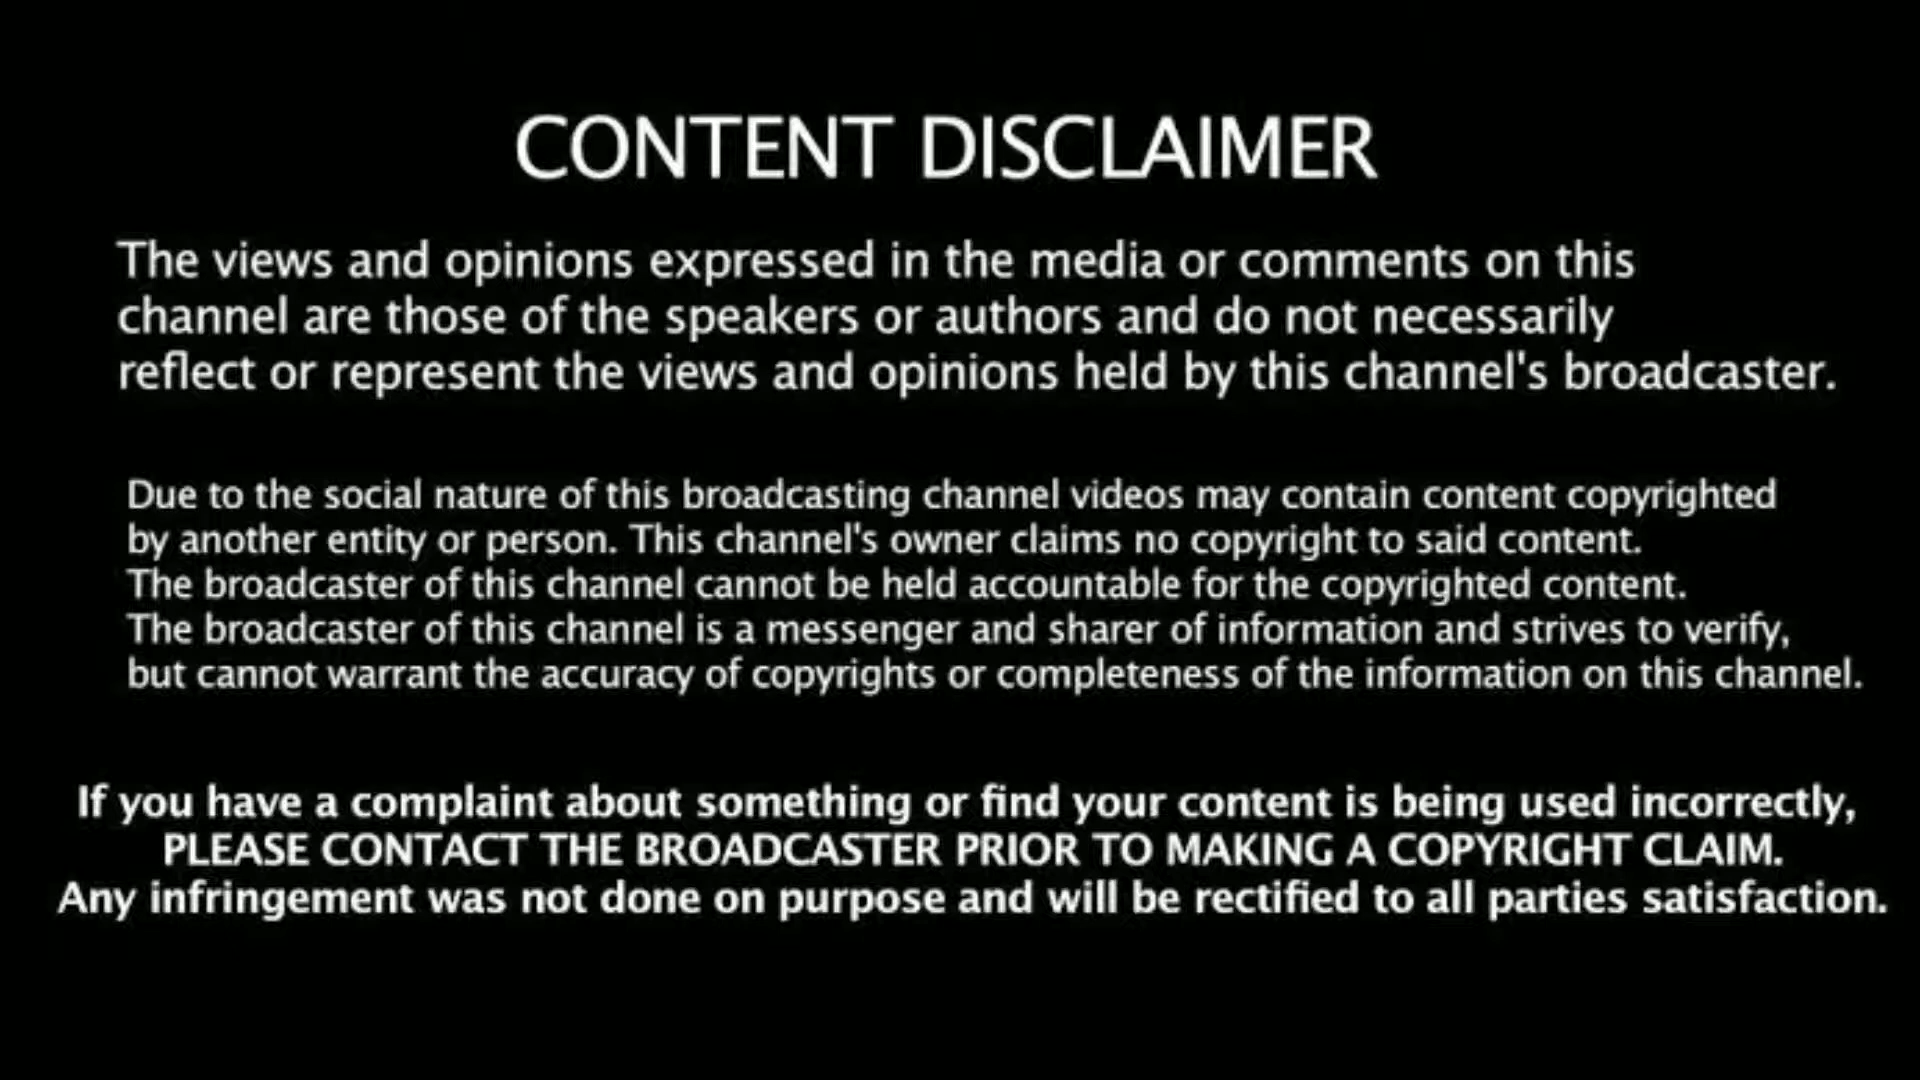 CONTENT DISCLAIMER
The views and opinions expressed in the media or comments on this
channel are those of the speakers or authors and do not necessarily
reflect or represent the views and opinions held by this channel's broadcaster.
Due to the social nature of this broadcasting channel videos may contain content copyrighted
by another entity or person. This channel's owner claims no copyright to said content.
The broadcaster of this channel cannot be held accountable for the copyrighted content.
The broadcaster of this channel is a messenger and sharer of information and strives to verify,
but cannot warrant the accuracy of copyrights or completeness of the information on this channel.
If you have a complaint about something or find your content is being used incorrectly,
PLEASE CONTACT THE BROADCASTER PRIOR TO MAKING A COPYRIGHT CLAIM.
Any infringement was not done on purpose and will be rectified to all parties satisfaction.